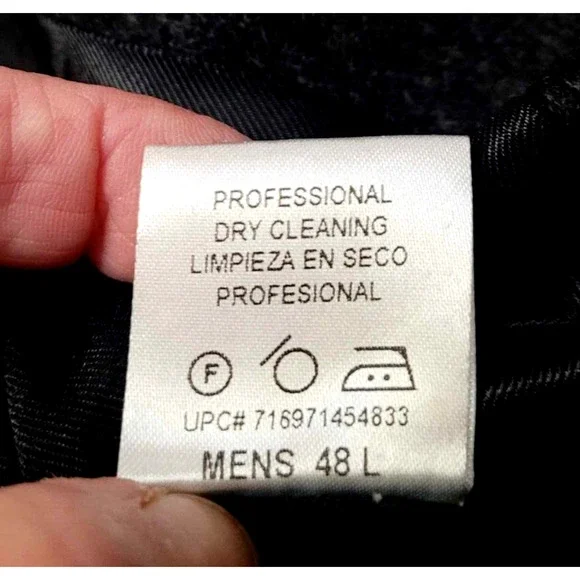 PROFESSIONAL
DRY CLEANING
LIMPIEZA EN SECO
PROFESIONAL
F
UPC# 716971454833
MENS 48 L